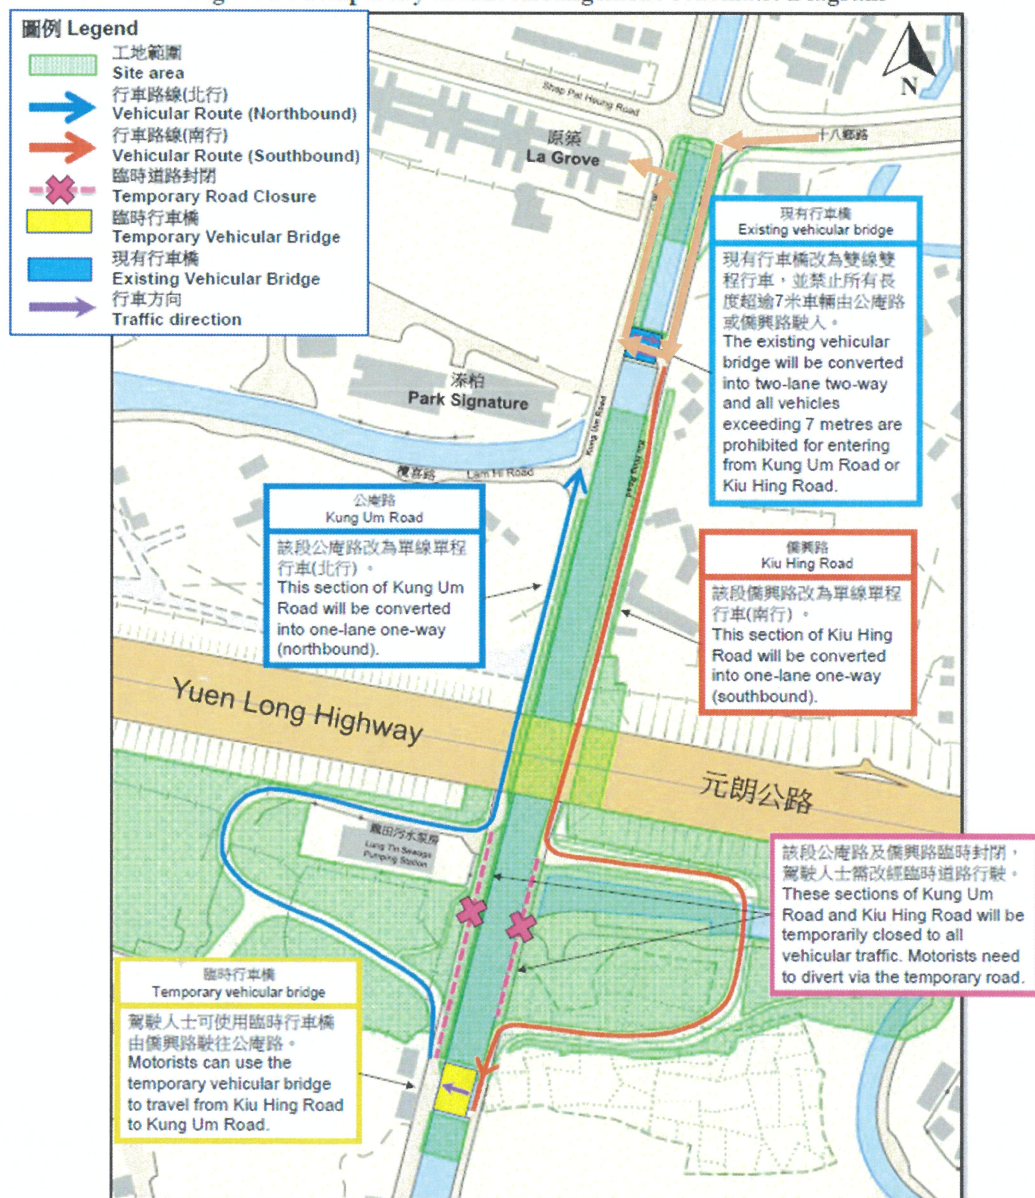 圖例 Legend
工地範圍
Site area
行車路線(北行)
Vehicular Route (Northbound)
行車路線(南行)
Vehicular Route (Southbound)
臨時道路封閉
Temporary Road Closure
臨時行車橋
Temporary Vehicular Bridge
現有行車橋
Existing Vehicular Bridge
行車方向
Traffic direction
N
Shap Pat Heung Road
十八鄉路
原築
La Grove
現有行車橋
Existing vehicular bridge
現有行車橋改為雙線雙
程行車，並禁止所有長
度超逾7米車輛由公庵路
或僑興路駛入。
The existing vehicular
bridge will be converted
into two-lane two-way
and all vehicles
exceeding 7 metres are
prohibited for entering
from Kung Um Road or
Kiu Hing Road.
溱柏
Park Signature
Kung Um Road
Kiu Hing Road
欖喜路
Lam Hi Road
公庵路
Kung Um Road
該段公庵路改為單線單程
行車(北行) 。
This section of Kung Um
Road will be converted
into one-lane one-way
(northbound).
僑興路
Kiu Hing Road
該段僑興路改為單線單程
行車(南行) 。
This section of Kiu Hing
Road will be converted
into one-lane one-way
(southbound).
Yuen Long Highway
元朗公路
龍田污水泵房
Lung Tin Sewage
Pumping Station
該段公庵路及僑興路臨時封閉，
駕駛人士需改經臨時道路行駛。
These sections of Kung Um
Road and Kiu Hing Road will be
temporarily closed to all
vehicular traffic. Motorists need
to divert via the temporary road.
臨時行車橋
Temporary vehicular bridge
駕駛人士可使用臨時行車橋
由僑興路駛往公庵路。
Motorists can use the
temporary vehicular bridge
to travel from Kiu Hing Road
to Kung Um Road.